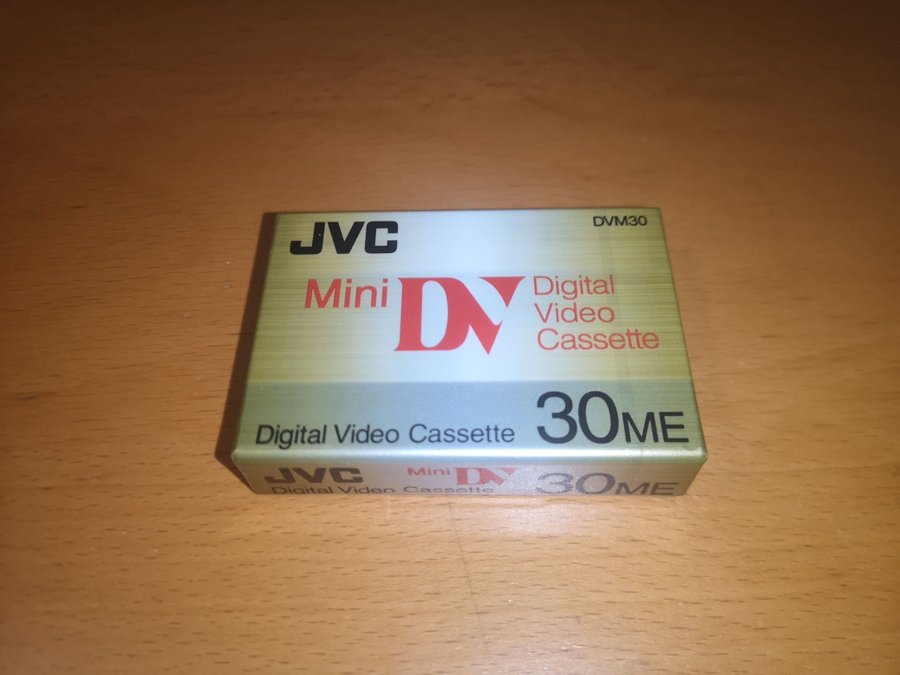 JVC
DVM30
Mini DV
Digital
Video
Cassette
Digital Video Cassette 30ME
JVC Mini DV
Digital Video Cassette 30ME